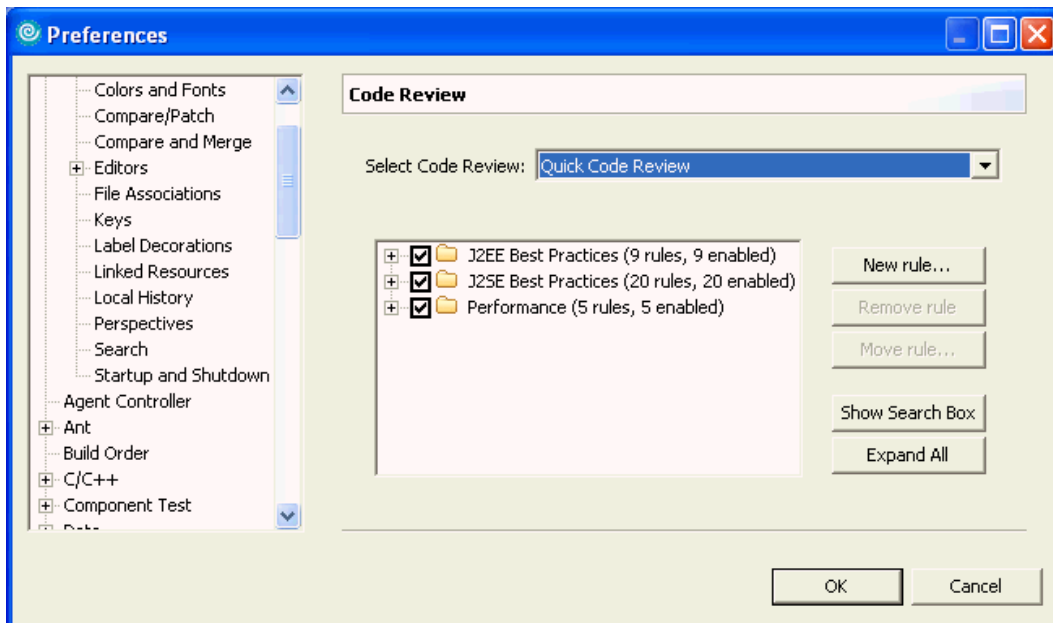 Preferences
Colors and Fonts
Compare/Patch
Compare and Merge
Editors
File Associations
Keys
Label Decorations
Linked Resources
Local History
Perspectives
Search
Startup and Shutdown
Agent Controller
Ant
Build Order
C/C++
Component Test
Code Review
Select Code Review: Quick Code Review
J2EE Best Practices (9 rules, 9 enabled)
J2SE Best Practices (20 rules, 20 enabled)
Performance (5 rules, 5 enabled)
New rule...
Remove rule
Move rule...
Show Search Box
Expand All
OK
Cancel